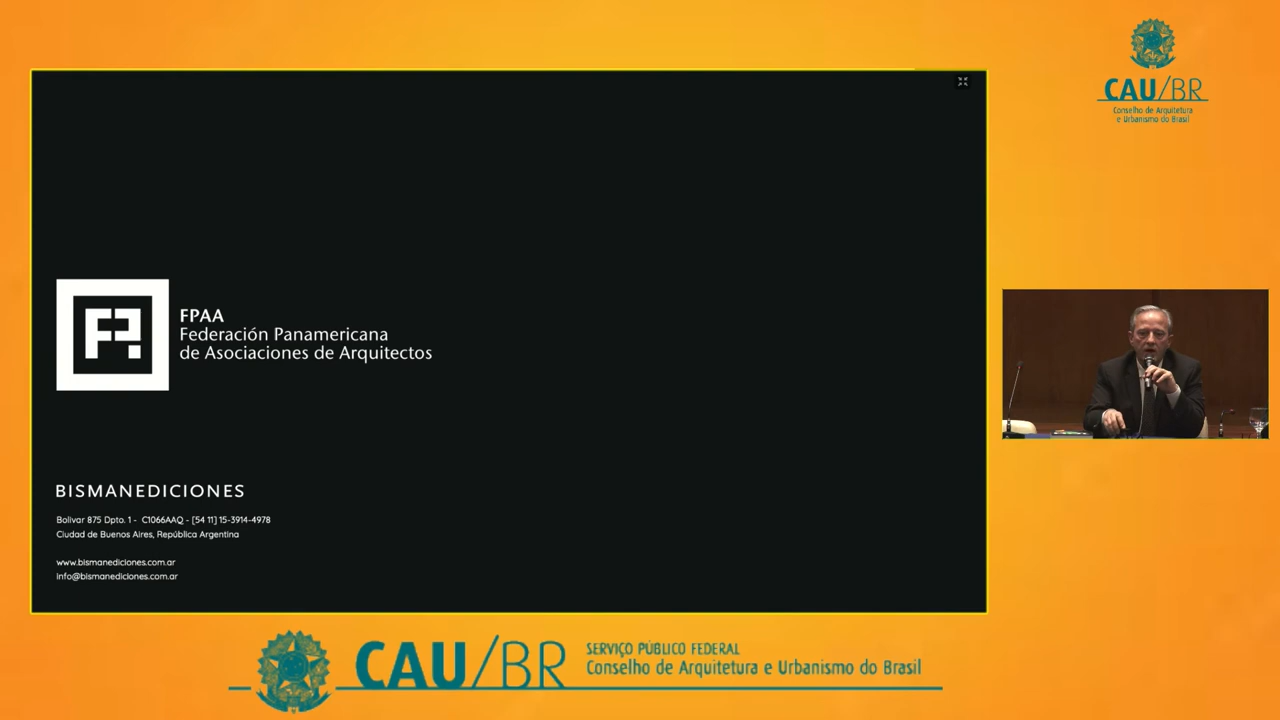 CAU/BR
Conselho de Arquitetura
e Urbanismo do Brasil
FPAA
Federación Panamericana
de Asociaciones de Arquitectos
BISMANEDICIONES
Bolivar 875 Dpto. 1 - C1066AAQ - [54 11] 15-3914-4978
Ciudad de Buenos Aires, República Argentina
www.bismanediciones.com.ar
info@bismanediciones.com.ar
CAU/BR
SERVIÇO PÚBLICO FEDERAL
Conselho de Arquitetura e Urbanismo do Brasil